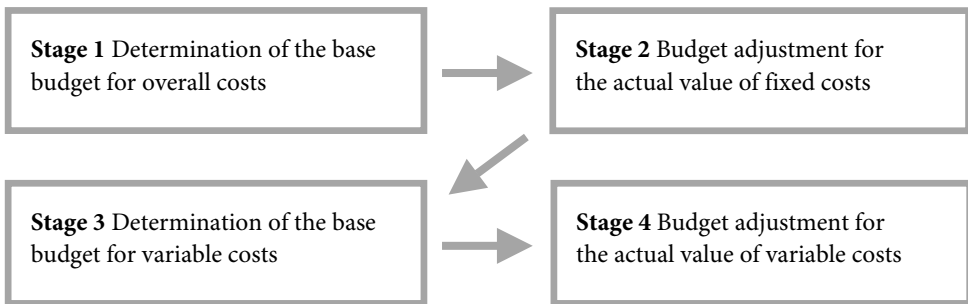 Stage 1 Determination of the base
budget for overall costs
Stage 2 Budget adjustment for
the actual value of fixed costs
Stage 3 Determination of the base
budget for variable costs
Stage 4 Budget adjustment for
the actual value of variable costs